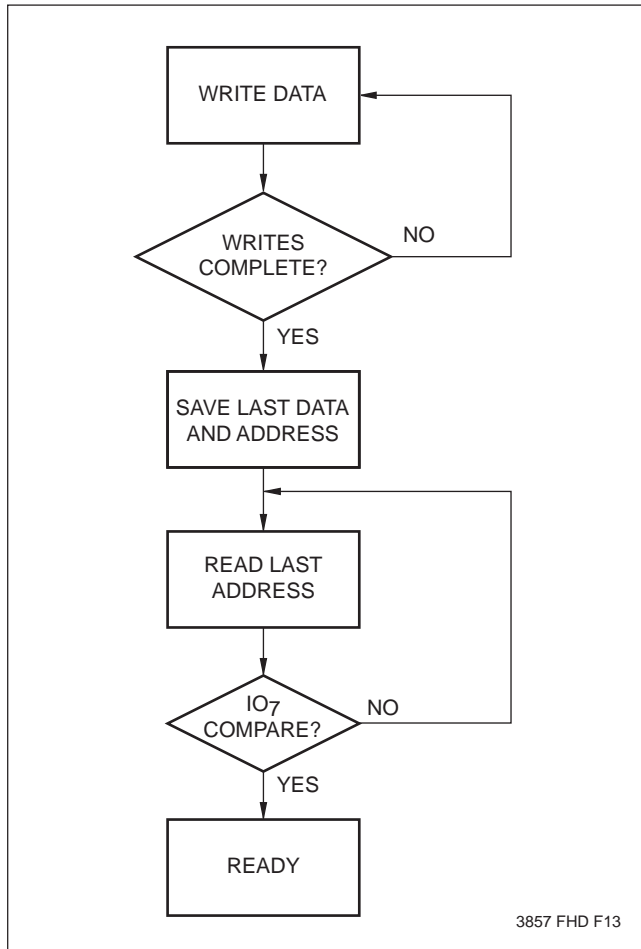 WRITE DATA
WRITES
COMPLETE?
NO
YES
SAVE LAST DATA
AND ADDRESS
READ LAST
ADDRESS
IO7
COMPARE?
NO
YES
READY
3857 FHD F13